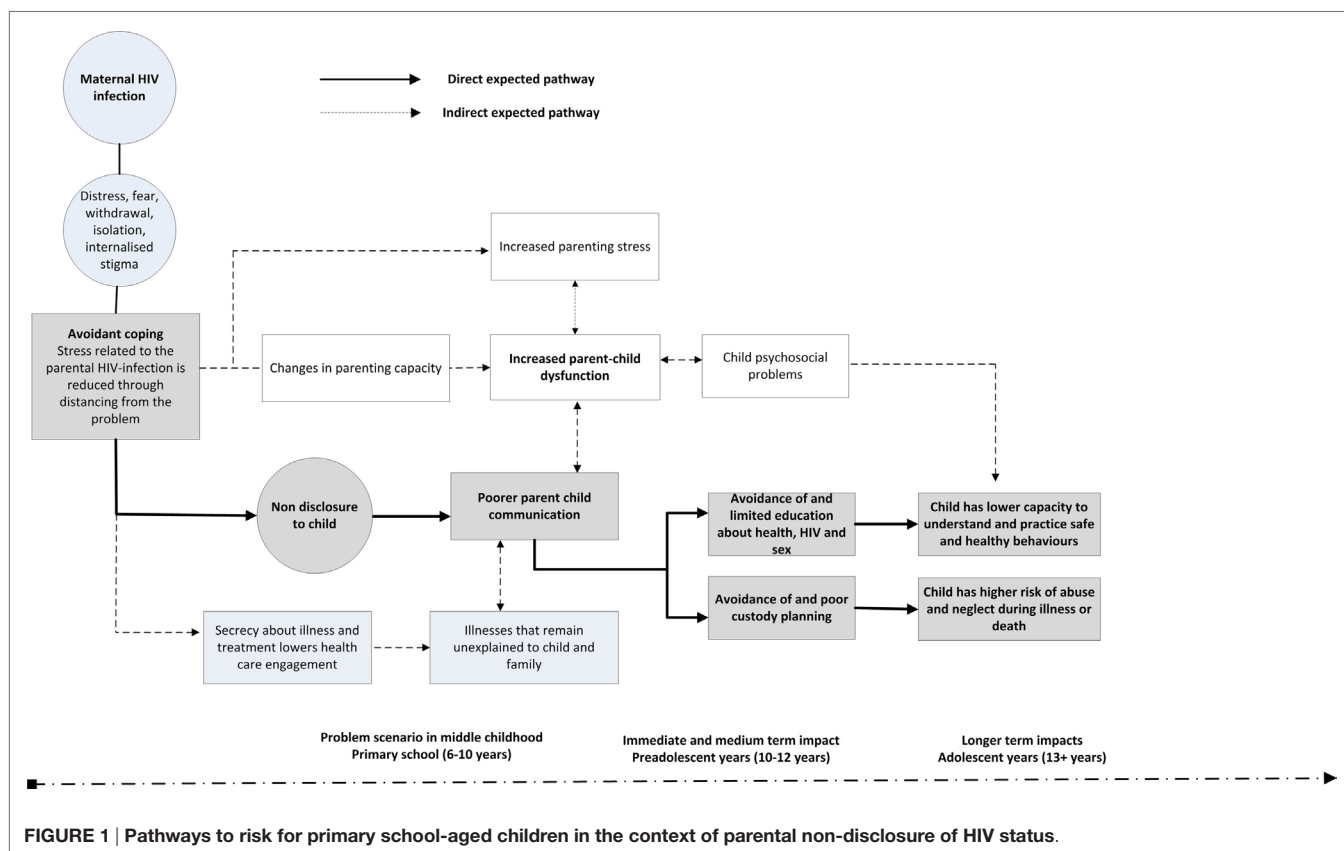 Maternal HIV
infection
Direct expected pathway
Indirect expected pathway
Distress, fear,
withdrawal,
isolation,
internalised
stigma
Increased parenting stress
Avoidant coping
Stress related to the
parental HIV-infection is
reduced through
distancing from the
problem
Changes in parenting capacity
Increased parent-child
dysfunction
Child psychosocial
problems
Non disclosure
to child
Poorer parent child
communication
Avoidance of and
limited education
about health, HIV and
sex
Child has lower capacity to
understand and practice safe
and healthy behaviours
Avoidance of and poor
custody planning
Child has higher risk of abuse
and neglect during illness or
death
Secrecy about illness and
treatment lowers health
care engagement
Illnesses that remain
unexplained to child and
family
Problem scenario in middle childhood
Primary school (6-10 years)
Immediate and medium term impact
Preadolescent years (10-12 years)
Longer term impacts
Adolescent years (13+ years)
FIGURE 1 | Pathways to risk for primary school-aged children in the context of parental non-disclosure of HIV status.